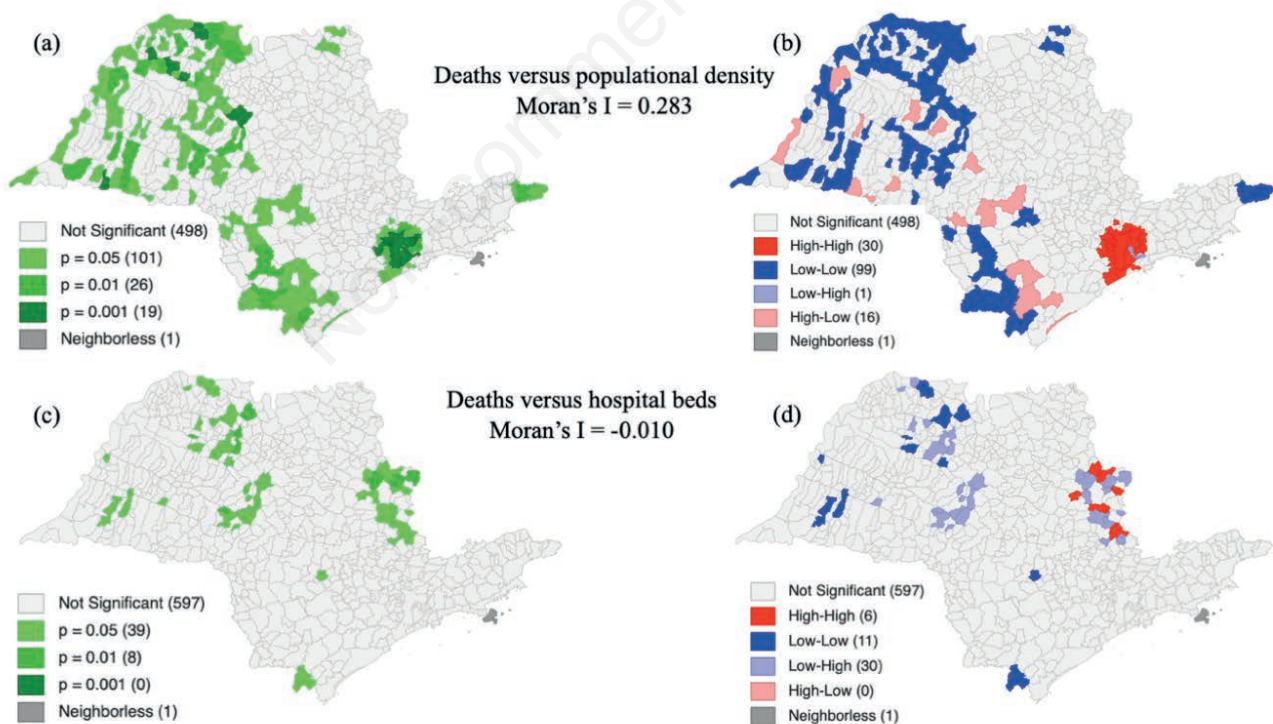 (a)
Deaths versus populational density
Moran's I = 0.283
(b)
Not Significant (498)
p = 0.05 (101)
p = 0.01 (26)
p = 0.001 (19)
Neighborless (1)
Not Significant (498)
High-High (30)
Low-Low (99)
Low-High (1)
High-Low (16)
Neighborless (1)
(c)
Deaths versus hospital beds
Moran's I = -0.010
(d)
Not Significant (597)
p = 0.05 (39)
p = 0.01 (8)
p = 0.001 (0)
Neighborless (1)
Not Significant (597)
High-High (6)
Low-Low (11)
Low-High (30)
High-Low (0)
Neighborless (1)